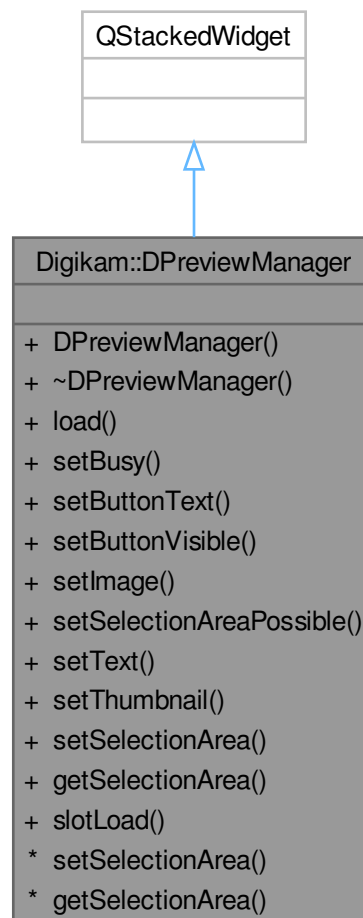 QStackedWidget
Digikam::DPreviewManager
+ DPreviewManager()
+ ~DPreviewManager()
+ load()
+ setBusy()
+ setButtonText()
+ setButtonVisible()
+ setImage()
+ setSelectionAreaPossible()
+ setText()
+ setThumbnail()
+ setSelectionArea()
+ getSelectionArea()
+ slotLoad()
* setSelectionArea()
* getSelectionArea()